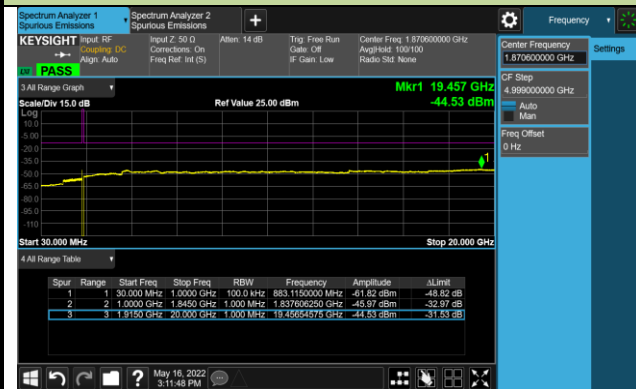 Spectrum Analyzer 1
Spurious Emissions
Spectrum Analyzer 2
Spurious Emissions
+
Frequency
KEYSIGHT
Input: RF
Coupling: DC
Align: Auto
Input Z: 50 Ω
Corrections: On
Freq Ref: Int (S)
Atten: 14 dB
Trig: Free Run
Gate: Off
IF Gain: Low
Center Freq: 1.870600000 GHz
Avg|Hold: 100/100
Radio Std: None
PASS
Center Frequency
1.870600000 GHz
Settings
CF Step
4.999000000 GHz
Auto
Man
Freq Offset
0 Hz
3 All Range Graph
Mkr1 19.457 GHz
Scale/Div 15.0 dB
Ref Value 25.00 dBm
-44.53 dBm
Log
10.0
-5.00
-20.0
-35.0
-50.0
-65.0
-80.0
-95.0
-110
1
Start 30.000 MHz
Stop 20.000 GHz
4 All Range Table
Spur Range Start Freq Stop Freq RBW Frequency Amplitude ΔLimit
1 1 30.000 MHz 1.0000 GHz 100.0 kHz 883.1150000 MHz -61.82 dBm -48.82 dB
2 2 1.0000 GHz 1.8450 GHz 1.000 MHz 1.837606250 GHz -45.97 dBm -32.97 dB
3 3 1.9150 GHz 20.000 GHz 1.000 MHz 19.45654575 GHz -44.53 dBm -31.53 dB
?
May 16, 2022
3:11:48 PM